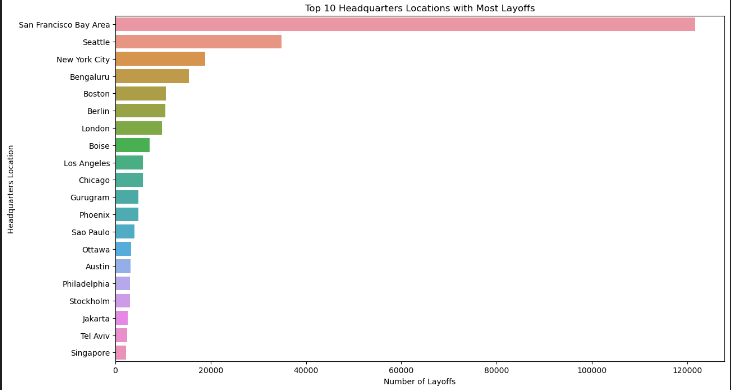 Top 10 Headquarters Locations with Most Layoffs
San Francisco Bay Area
Seattle
New York City
Bengaluru
Boston
Berlin
London
Boise
Los Angeles
Chicago
Gurugram
Phoenix
Sao Paulo
Ottawa
Austin
Philadelphia
Stockholm
Jakarta
Tel Aviv
Singapore
Headquarters Location
0 20000 40000 60000 80000 100000 120000
Number of Layoffs